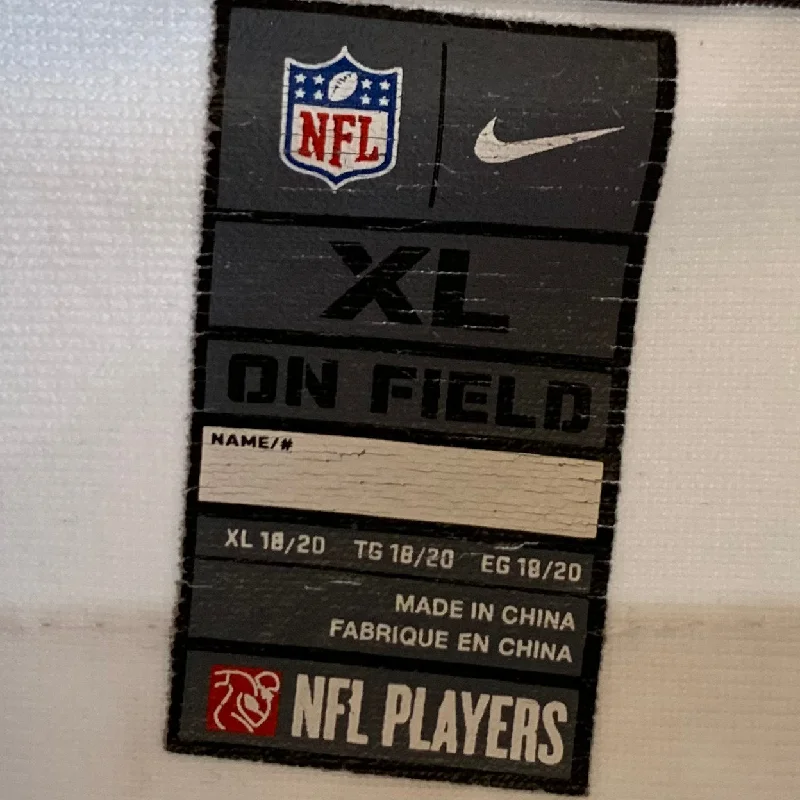 NFL
XL
ON FIELD
NAME/#
XL 18/20 TG 18/20 EG 18/20
MADE IN CHINA
FABRIQUE EN CHINA
NFL PLAYERS